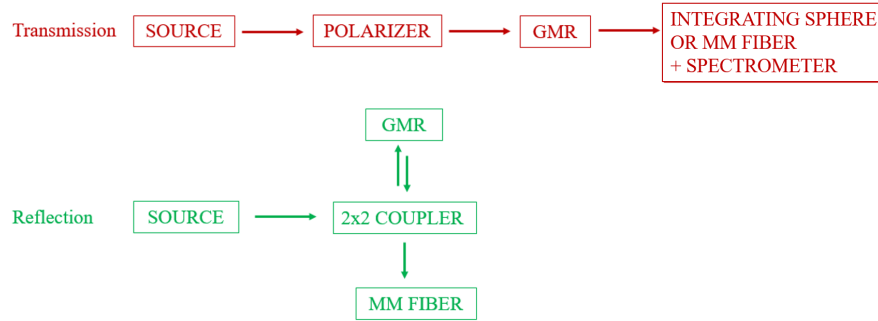 Transmission
SOURCE
POLARIZER
GMR
INTEGRATING SPHERE
OR MM FIBER
+ SPECTROMETER
GMR
Reflection
SOURCE
2x2 COUPLER
MM FIBER